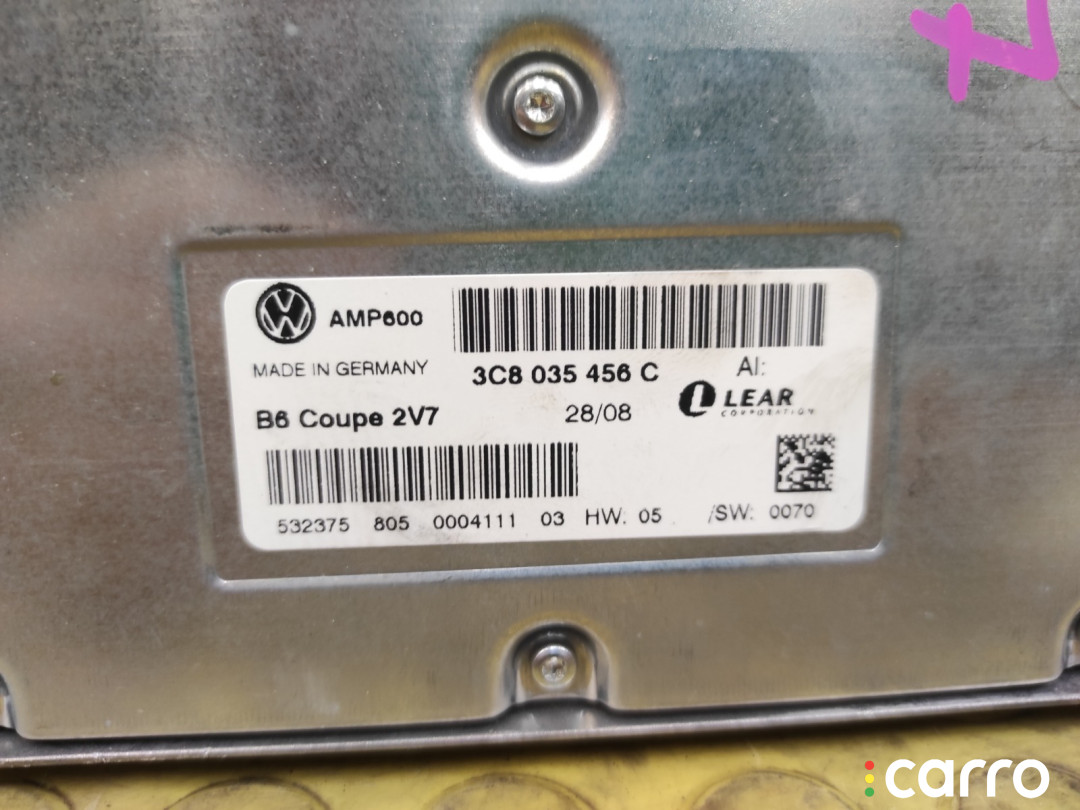 AMP600
MADE IN GERMANY
3C8 035 456 C
AI:
B6 Coupe 2V7
28/08
LEAR
CORPORATION
532375 805 0004111 03 HW: 05 /SW: 0070
carro